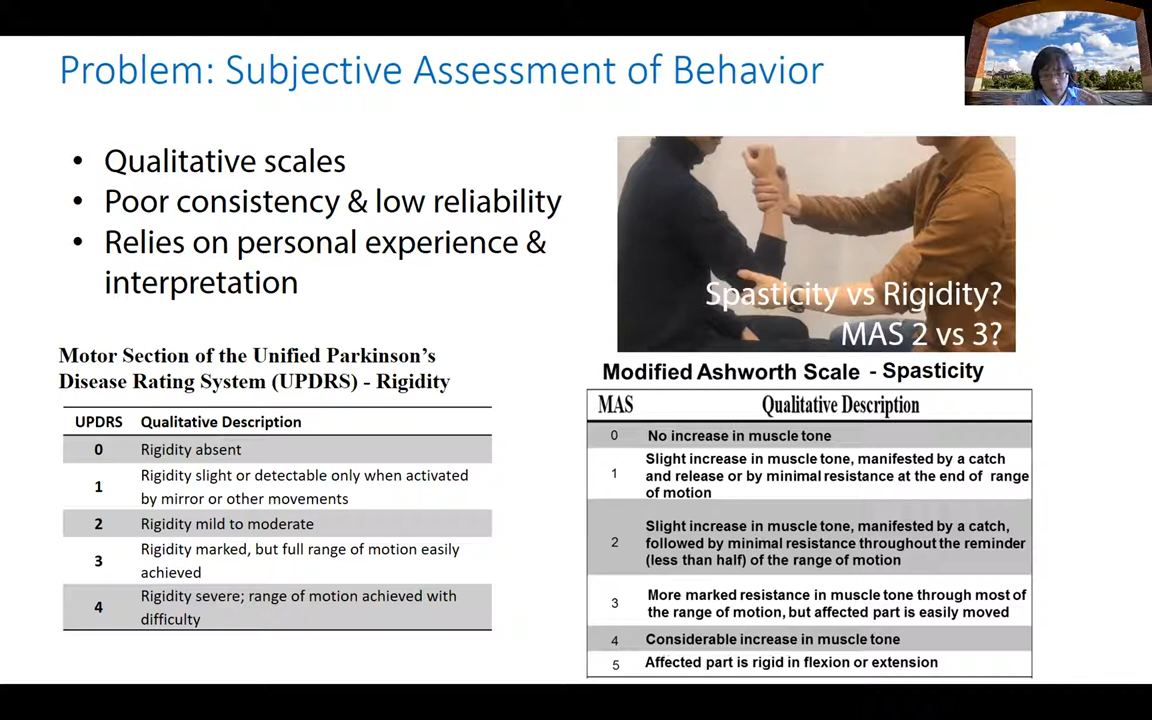 Problem: Subjective Assessment of Behavior
• Qualitative scales
• Poor consistency & low reliability
• Relies on personal experience &
interpretation
Spasticity vs Rigidity?
MAS 2 vs 3?
Motor Section of the Unified Parkinson's
Disease Rating System (UPDRS) - Rigidity
UPDRS Qualitative Description
0 Rigidity absent
1 Rigidity slight or detectable only when activated
by mirror or other movements
2 Rigidity mild to moderate
3 Rigidity marked, but full range of motion easily
achieved
4 Rigidity severe; range of motion achieved with
difficulty
Modified Ashworth Scale - Spasticity
MAS Qualitative Description
0 No increase in muscle tone
1 Slight increase in muscle tone, manifested by a catch
and release or by minimal resistance at the end of range
of motion
2 Slight increase in muscle tone, manifested by a catch,
followed by minimal resistance throughout the reminder
(less than half) of the range of motion
3 More marked resistance in muscle tone through most of
the range of motion, but affected part is easily moved
4 Considerable increase in muscle tone
5 Affected part is rigid in flexion or extension